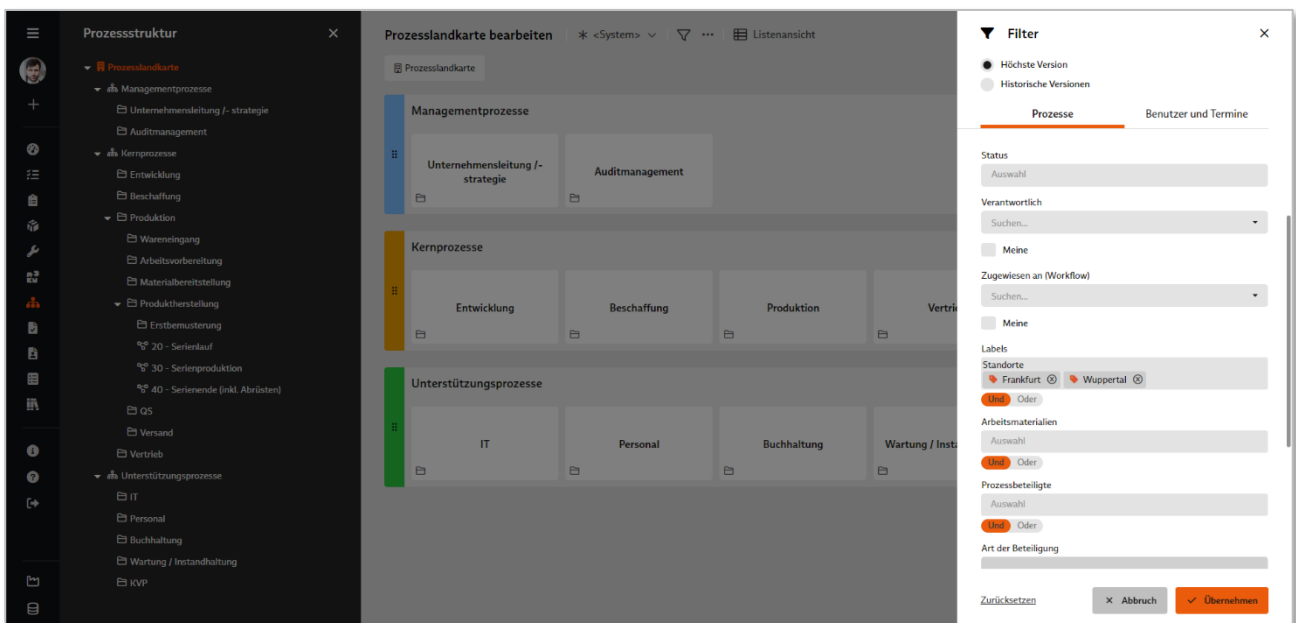 Prozessstruktur
Prozesslandkarte
Managementprozesse
Unternehmensleitung /- strategie
Auditmanagement
Kernprozesse
Entwicklung
Beschaffung
Produktion
Wareneingang
Arbeitsvorbereitung
Materialbereitstellung
Produktherstellung
Erstbemusterung
20 - Serienlauf
30 - Serienproduktion
40 - Serienende (inkl. Abrüsten)
QS
Versand
Vertrieb
Unterstützungsprozesse
IT
Personal
Buchhaltung
Wartung / Instandhaltung
KVP
Prozesslandkarte bearbeiten <System> Listenansicht
Prozesslandkarte
Managementprozesse
Unternehmensleitung /-
strategie
Auditmanagement
Kernprozesse
Entwicklung Beschaffung Produktion Vertrie
Unterstützungsprozesse
IT Personal Buchhaltung Wartung / Insta
Filter
Höchste Version
Historische Versionen
Prozesse Benutzer und Termine
Status
Auswahl
Verantwortlich
Suchen...
Meine
Zugewiesen an (Workflow)
Suchen...
Meine
Labels
Standorte
Frankfurt Wuppertal
Und Oder
Arbeitsmaterialien
Auswahl
Und Oder
Prozessbeteiligte
Auswahl
Und Oder
Art der Beteiligung
Zurücksetzen Abbruch Übernehmen